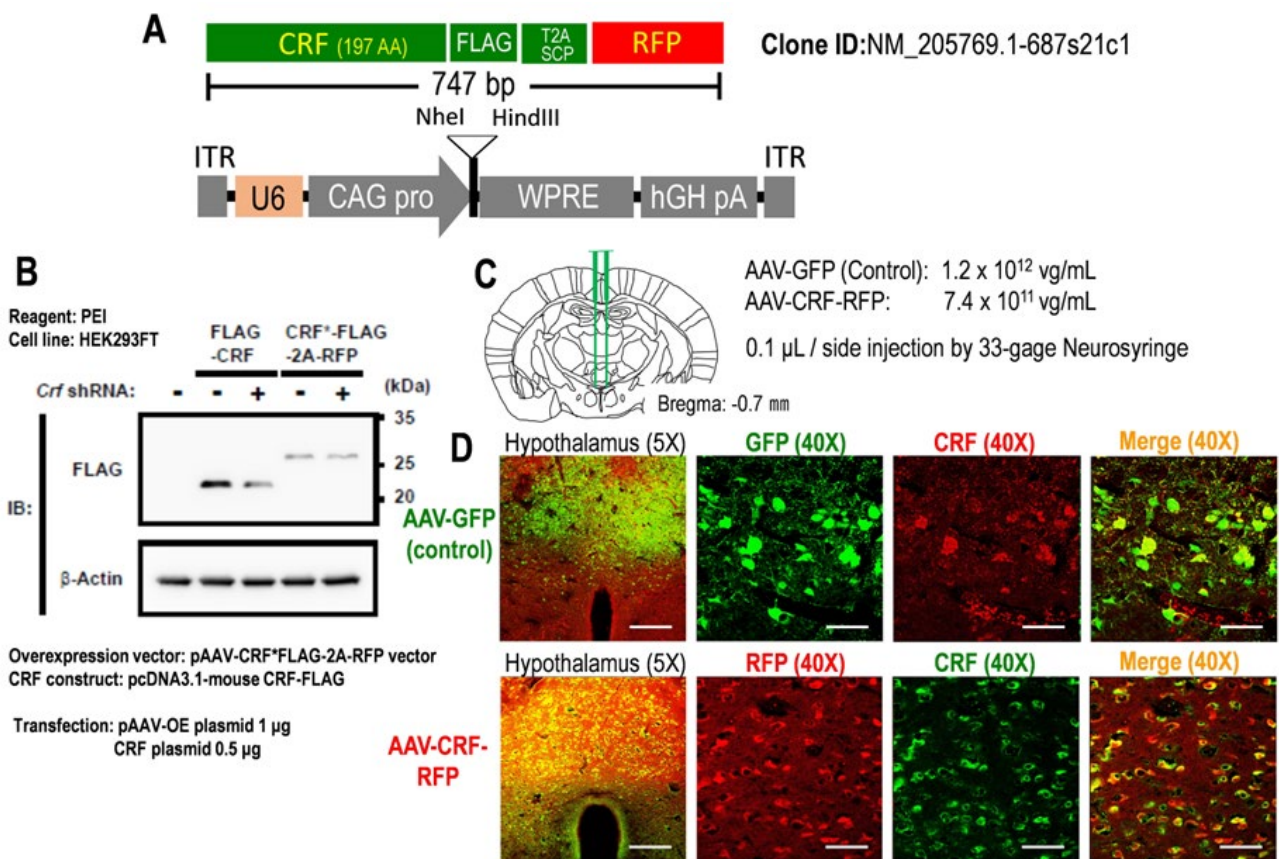 A
CRF (197 AA) FLAG T2A SCP RFP
Clone ID:NM_205769.1-687s21c1
747 bp
NheI HindIII
ITR ITR
U6 CAG pro WPRE hGH pA
B
Reagent: PEI
Cell line: HEK293FT
FLAG -CRF
CRF*-FLAG -2A-RFP
Crf shRNA: - - + - + (kDa)
35
FLAG
25
20
IB:
β-Actin
Overexpression vector: pAAV-CRF*FLAG-2A-RFP vector
CRF construct: pcDNA3.1-mouse CRF-FLAG
Transfection: pAAV-OE plasmid 1 µg
CRF plasmid 0.5 µg
C
AAV-GFP (Control): 1.2 x 10¹² vg/mL
AAV-CRF-RFP: 7.4 x 10¹¹ vg/mL
0.1 µL / side injection by 33-gage Neurosyringe
Bregma: -0.7 mm
D
Hypothalamus (5X) GFP (40X) CRF (40X) Merge (40X)
AAV-GFP
(control)
Hypothalamus (5X) RFP (40X) CRF (40X) Merge (40X)
AAV-CRF-
RFP